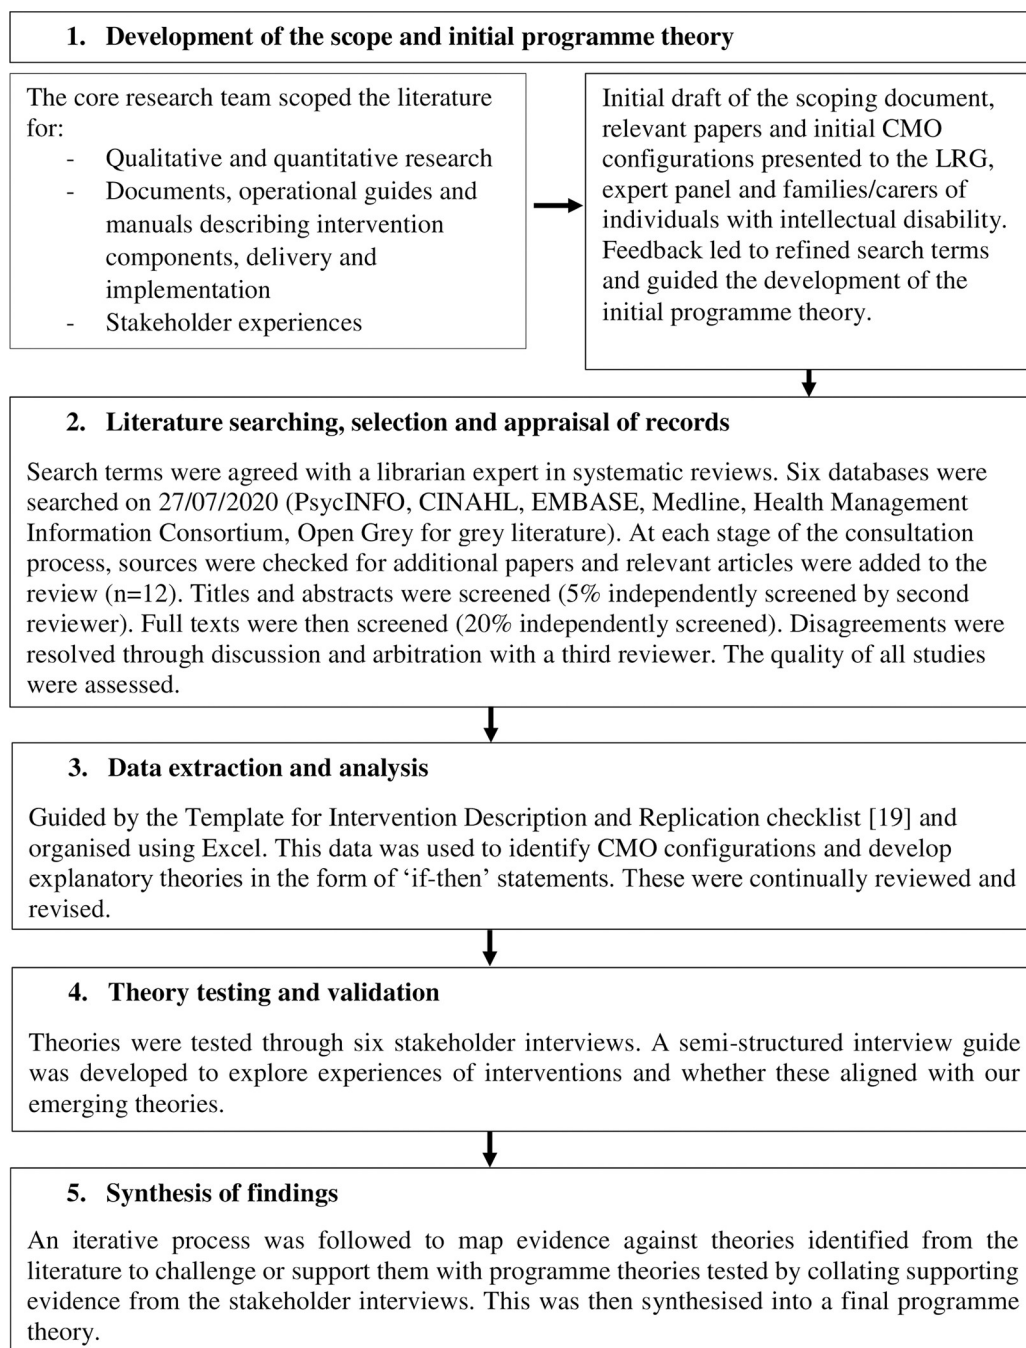 1. Development of the scope and initial programme theory
The core research team scoped the literature
for:
- Qualitative and quantitative research
- Documents, operational guides and
manuals describing intervention
components, delivery and
implementation
- Stakeholder experiences
Initial draft of the scoping document,
relevant papers and initial CMO
configurations presented to the LRG,
expert panel and families/carers of
individuals with intellectual disability.
Feedback led to refined search terms
and guided the development of the
initial programme theory.
2. Literature searching, selection and appraisal of records
Search terms were agreed with a librarian expert in systematic reviews. Six databases were
searched on 27/07/2020 (PsycINFO, CINAHL, EMBASE, Medline, Health Management
Information Consortium, Open Grey for grey literature). At each stage of the consultation
process, sources were checked for additional papers and relevant articles were added to the
review (n=12). Titles and abstracts were screened (5% independently screened by second
reviewer). Full texts were then screened (20% independently screened). Disagreements were
resolved through discussion and arbitration with a third reviewer. The quality of all studies
were assessed.
3. Data extraction and analysis
Guided by the Template for Intervention Description and Replication checklist [19] and
organised using Excel. This data was used to identify CMO configurations and develop
explanatory theories in the form of ‘if-then’ statements. These were continually reviewed and
revised.
4. Theory testing and validation
Theories were tested through six stakeholder interviews. A semi-structured interview guide
was developed to explore experiences of interventions and whether these aligned with our
emerging theories.
5. Synthesis of findings
An iterative process was followed to map evidence against theories identified from the
literature to challenge or support them with programme theories tested by collating supporting
evidence from the stakeholder interviews. This was then synthesised into a final programme
theory.